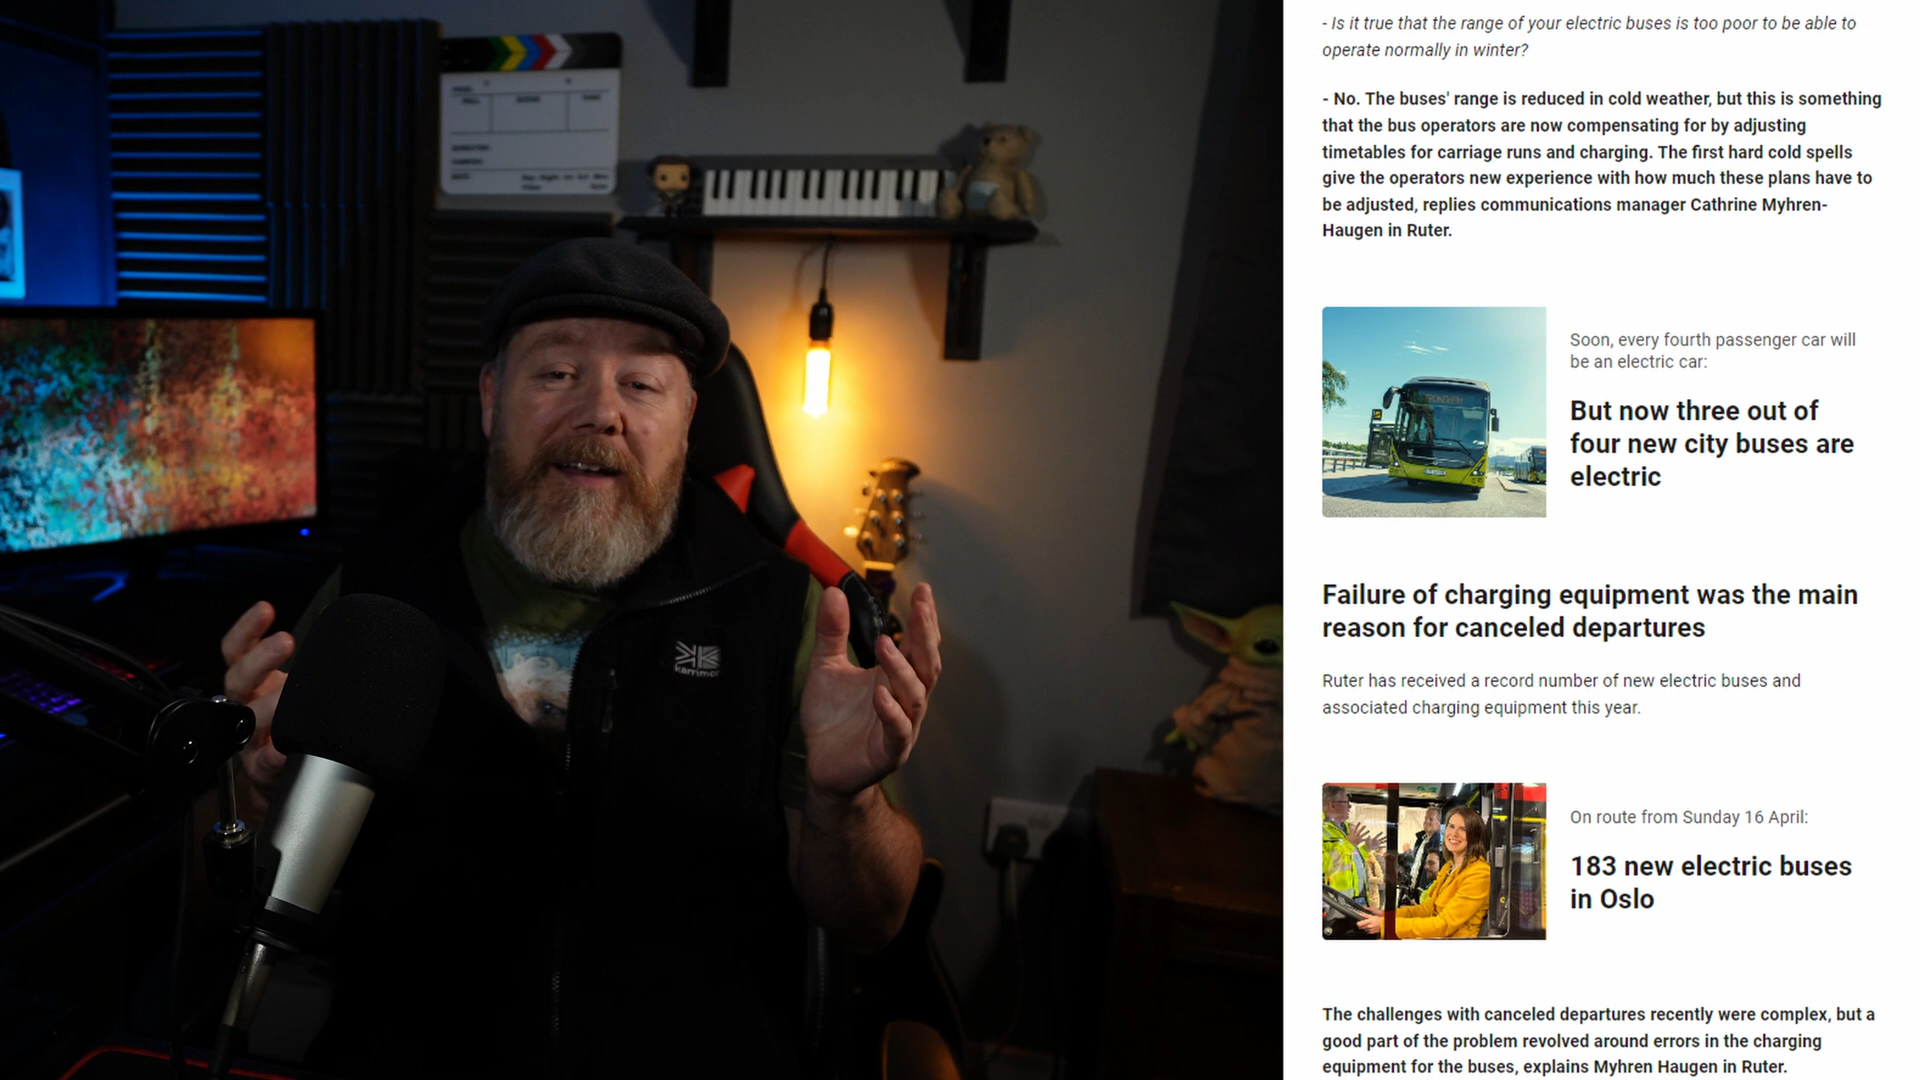 - Is it true that the range of your electric buses is too poor to be able to
operate normally in winter?
- No. The buses' range is reduced in cold weather, but this is something
that the bus operators are now compensating for by adjusting
timetables for carriage runs and charging. The first hard cold spells
give the operators new experience with how much these plans have to
be adjusted, replies communications manager Cathrine Myhren-
Haugen in Ruter.
Soon, every fourth passenger car will
be an electric car:
But now three out of
four new city buses are
electric
Failure of charging equipment was the main
reason for canceled departures
Ruter has received a record number of new electric buses and
associated charging equipment this year.
On route from Sunday 16 April:
183 new electric buses
in Oslo
The challenges with canceled departures recently were complex, but a
good part of the problem revolved around errors in the charging
equipment for the buses, explains Myhren Haugen in Ruter.
karrimor